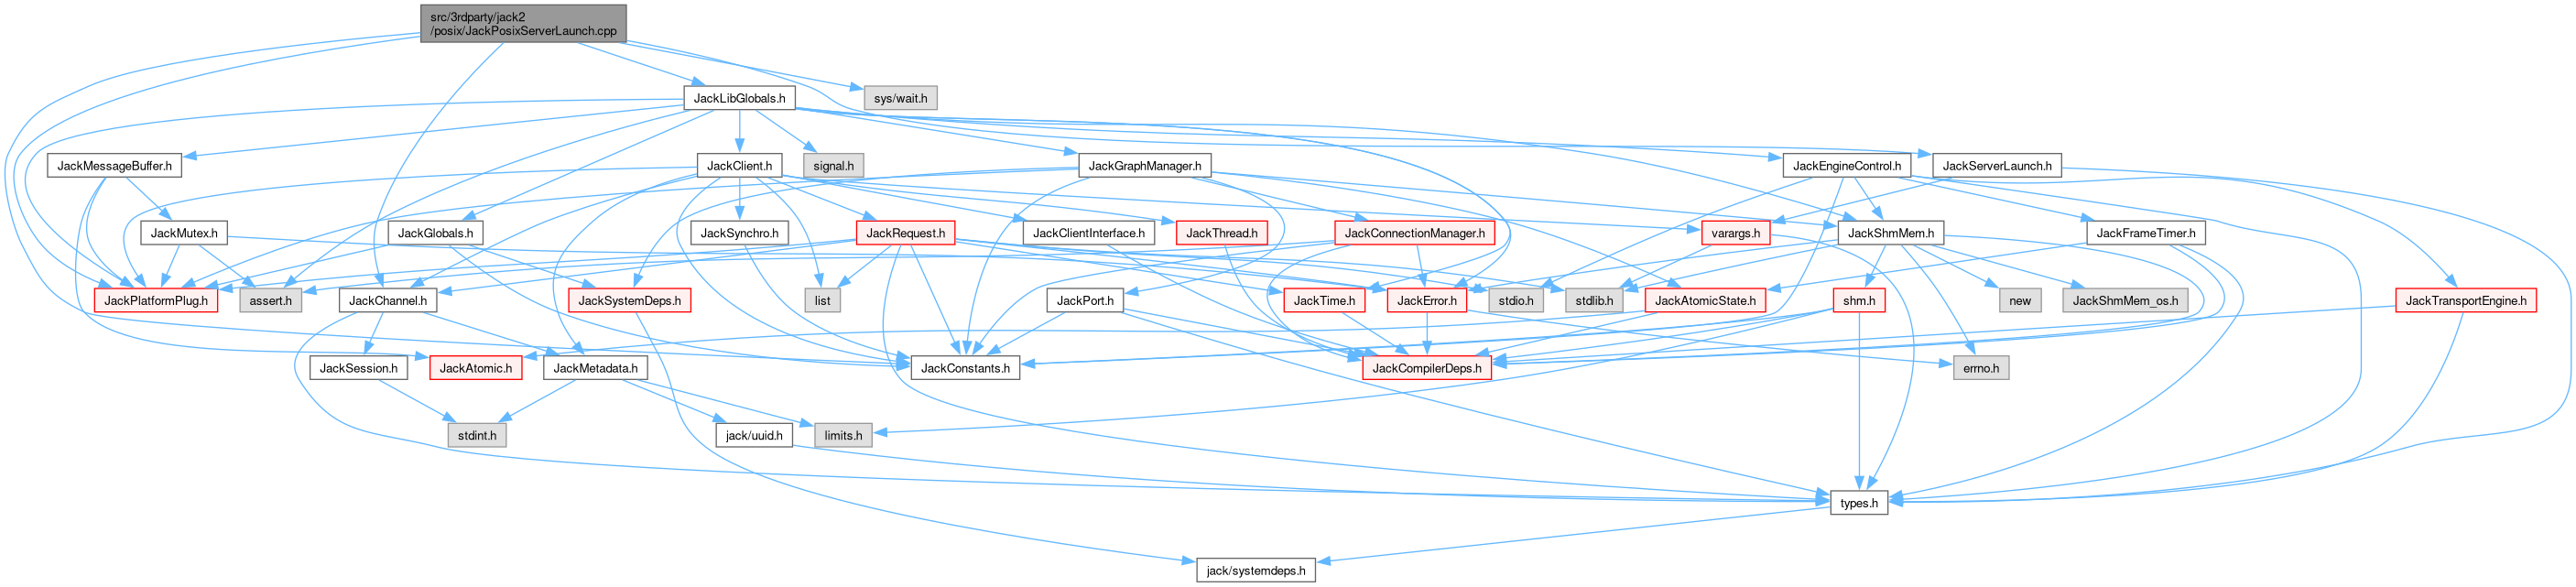 src/3rdparty/jack2
/posix/JackPosixServerLaunch.cpp
JackLibGlobals.h
sys/wait.h
JackMessageBuffer.h
JackClient.h
signal.h
JackGraphManager.h
JackEngineControl.h
JackServerLaunch.h
JackMutex.h
JackGlobals.h
JackSynchro.h
JackRequest.h
JackClientInterface.h
JackThread.h
JackConnectionManager.h
varargs.h
JackShmMem.h
JackFrameTimer.h
JackPlatformPlug.h
assert.h
JackChannel.h
JackSystemDeps.h
list
JackPort.h
JackTime.h
JackError.h
stdio.h
stdlib.h
JackAtomicState.h
shm.h
new
JackShmMem_os.h
JackTransportEngine.h
JackSession.h
JackAtomic.h
JackMetadata.h
JackConstants.h
JackCompilerDeps.h
errno.h
stdint.h
jack/uuid.h
limits.h
types.h
jack/systemdeps.h